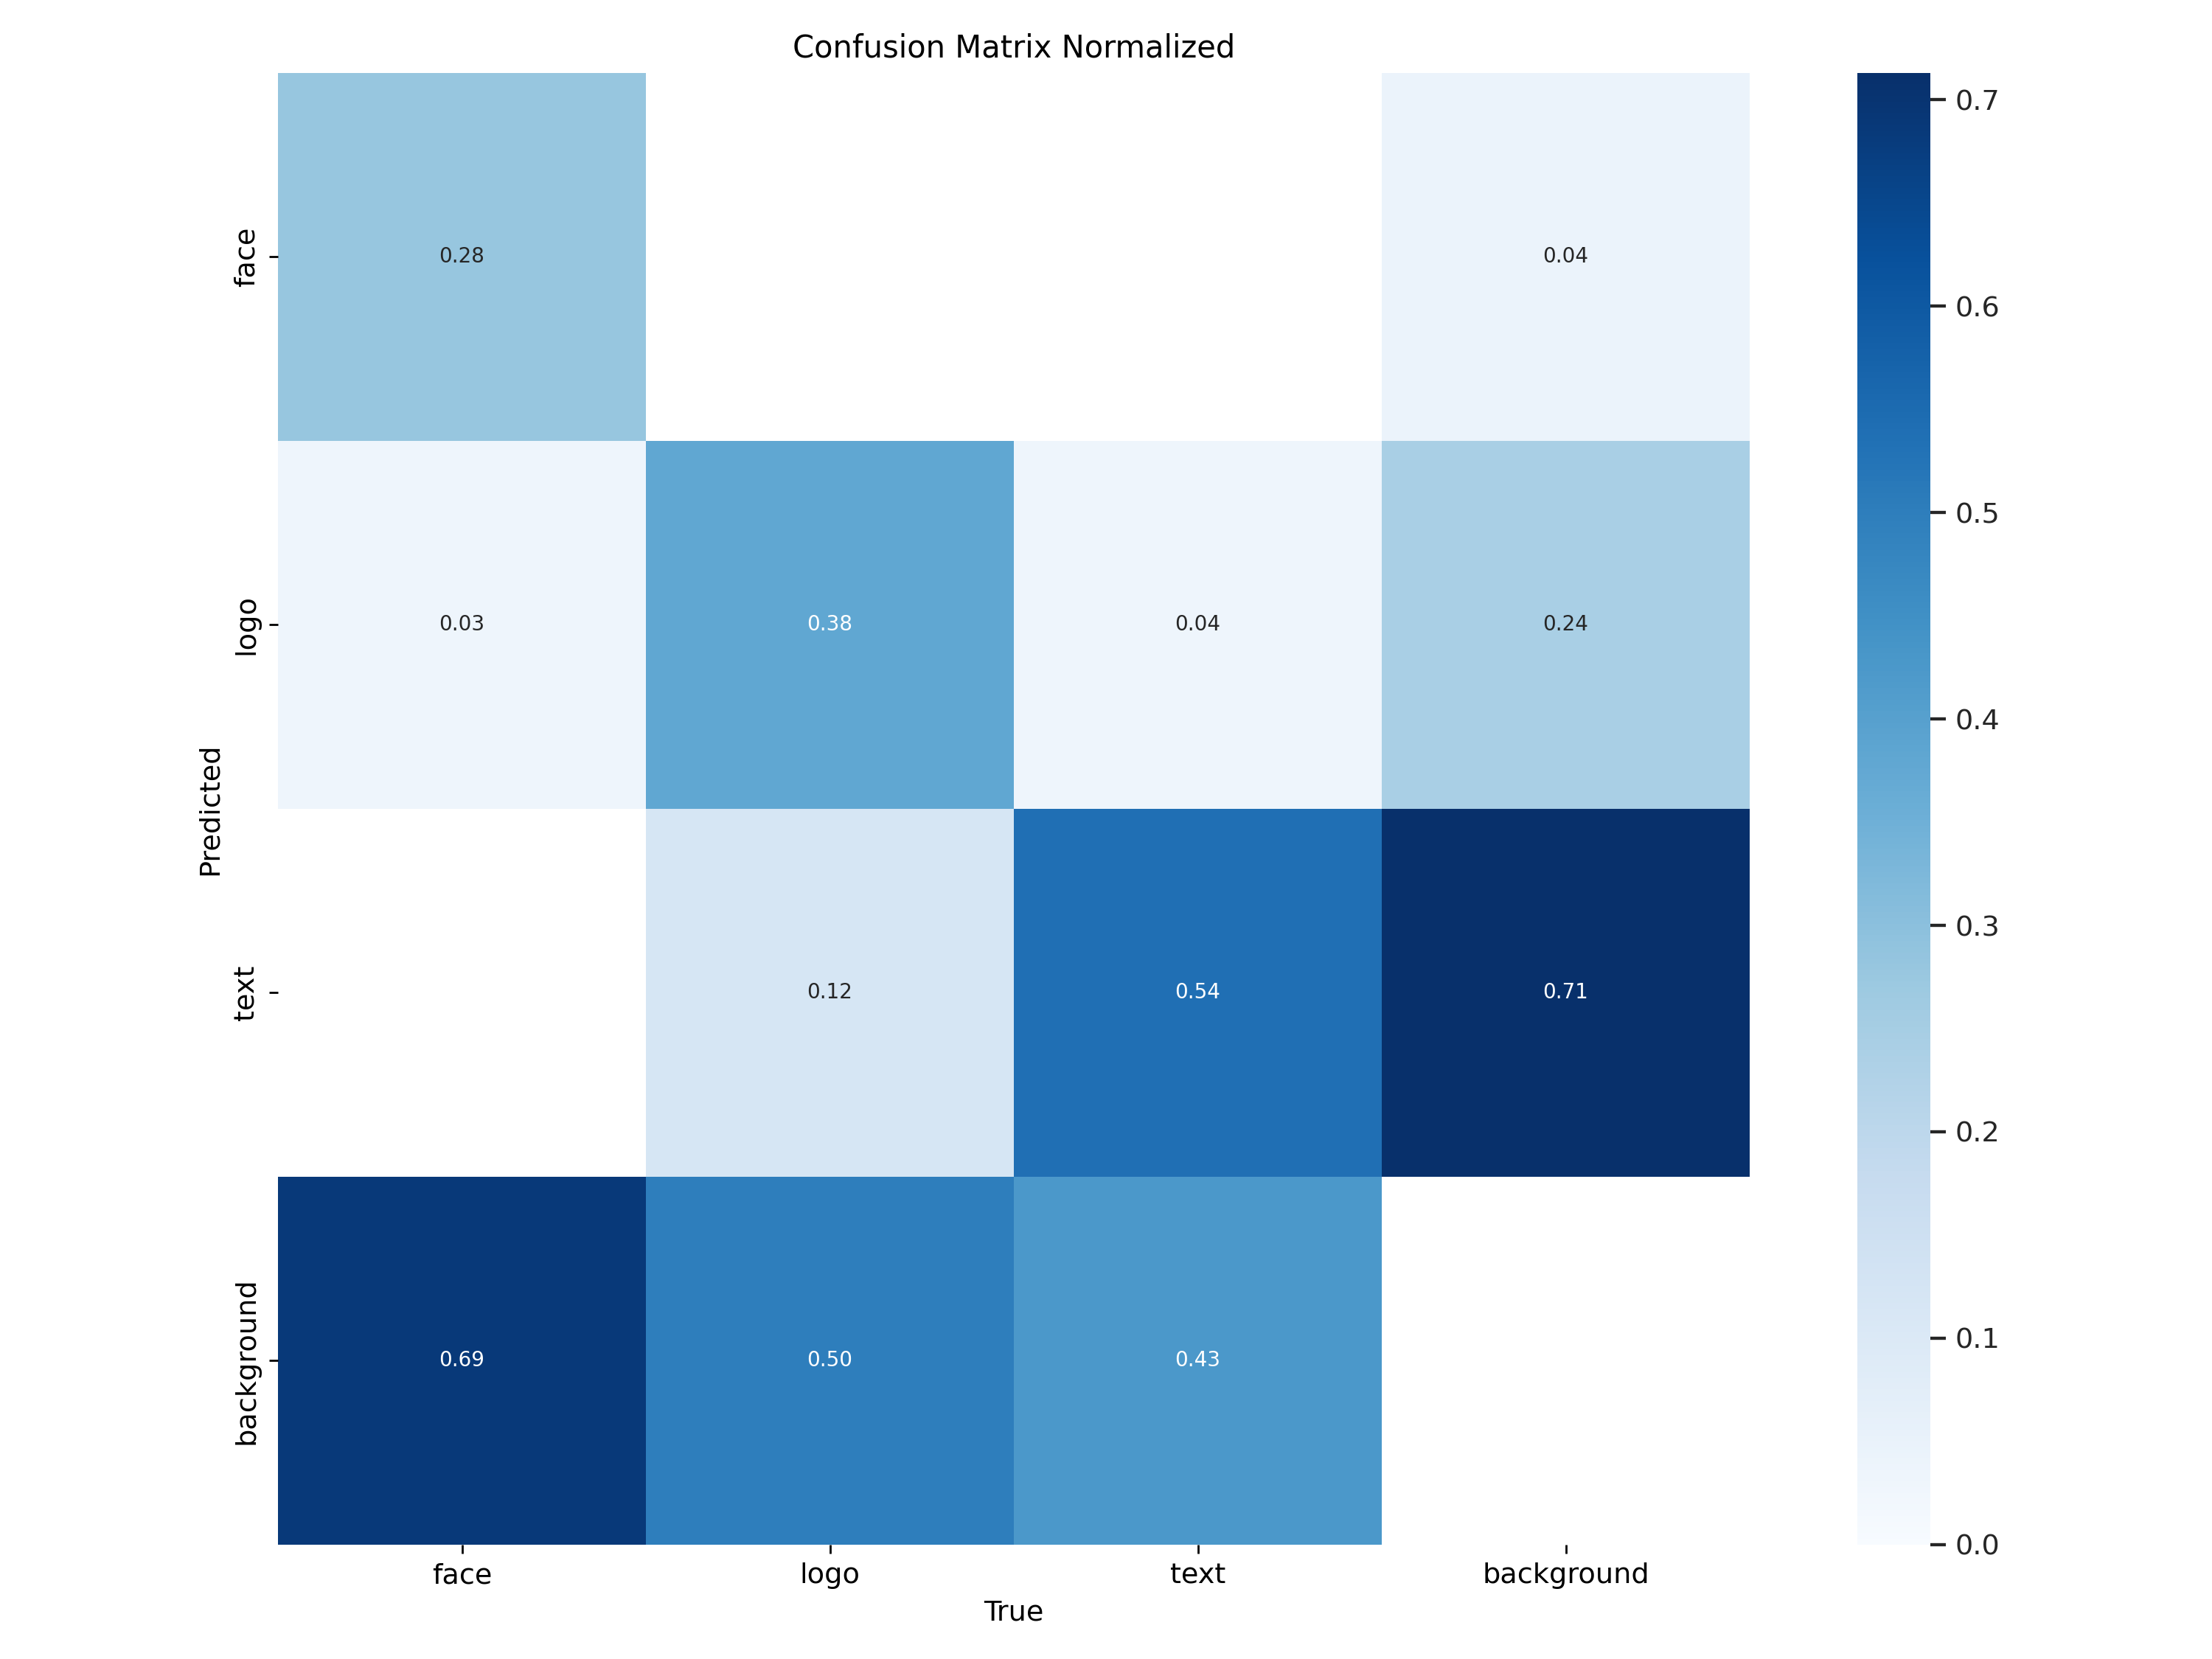 Confusion Matrix Normalized
face
0.28
0.04
logo
0.03
0.38
0.04
0.24
Predicted
text
0.12
0.54
0.71
background
0.69
0.50
0.43
face
logo
text
background
True
0.7
0.6
0.5
0.4
0.3
0.2
0.1
0.0